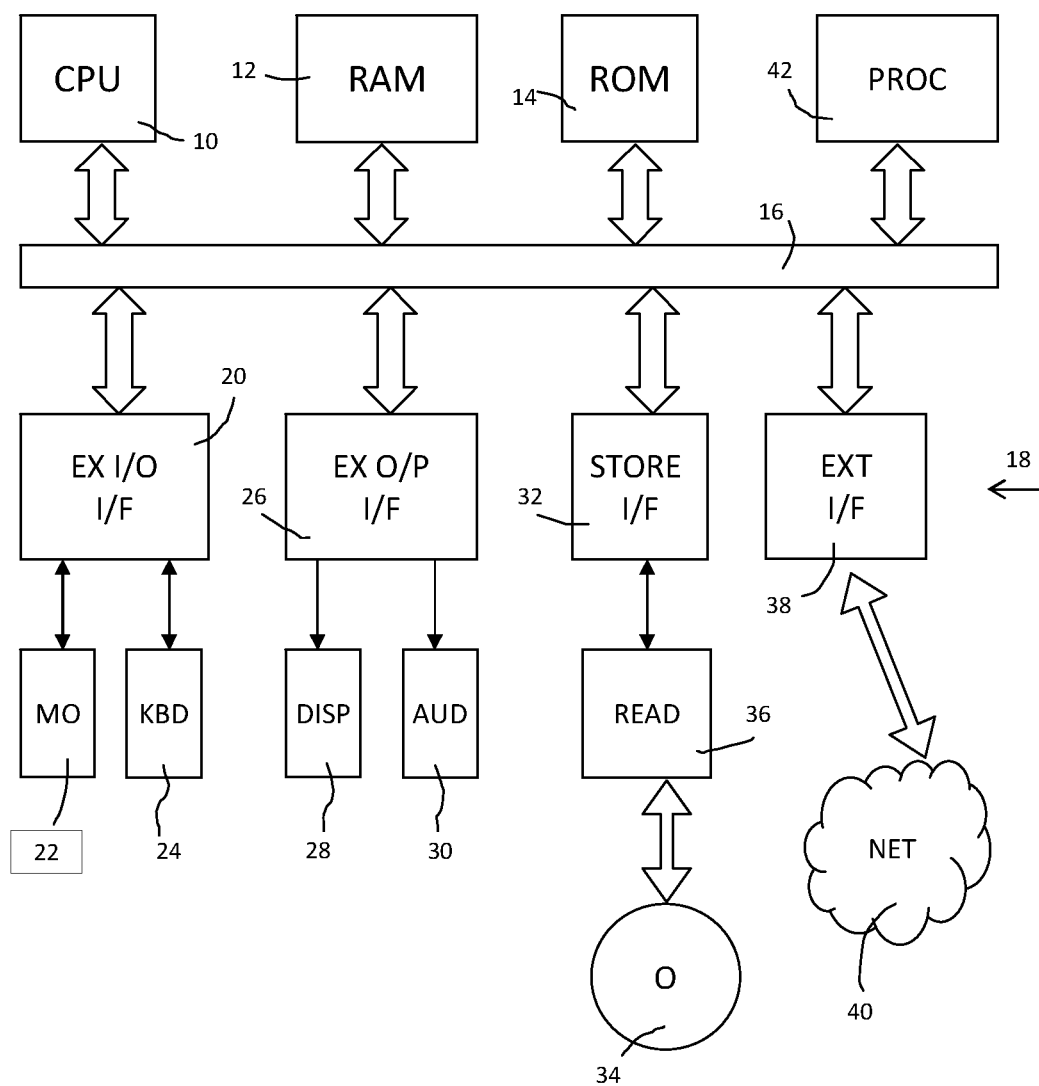 CPU
10
12
RAM
14
ROM
42
PROC
16
20
EX I/O
I/F
26
EX O/P
I/F
32
STORE
I/F
EXT
I/F
18
38
MO
KBD
DISP
AUD
READ
36
22
24
28
30
NET
40
O
34